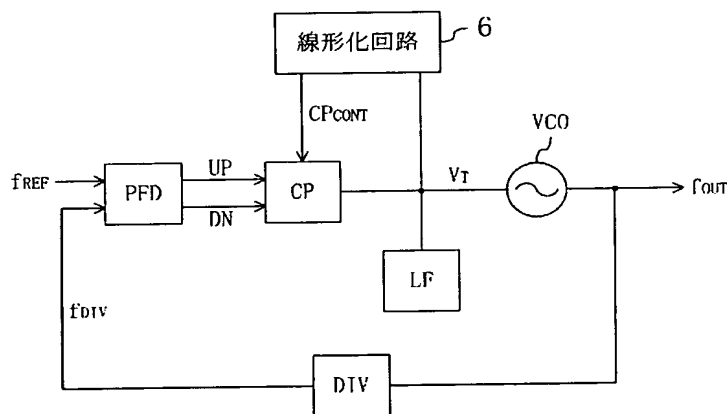 線形化回路
6
CPCONT
VCO
fREF
UP
PFD
CP
VT
fOUT
DN
LF
fDIV
DIV